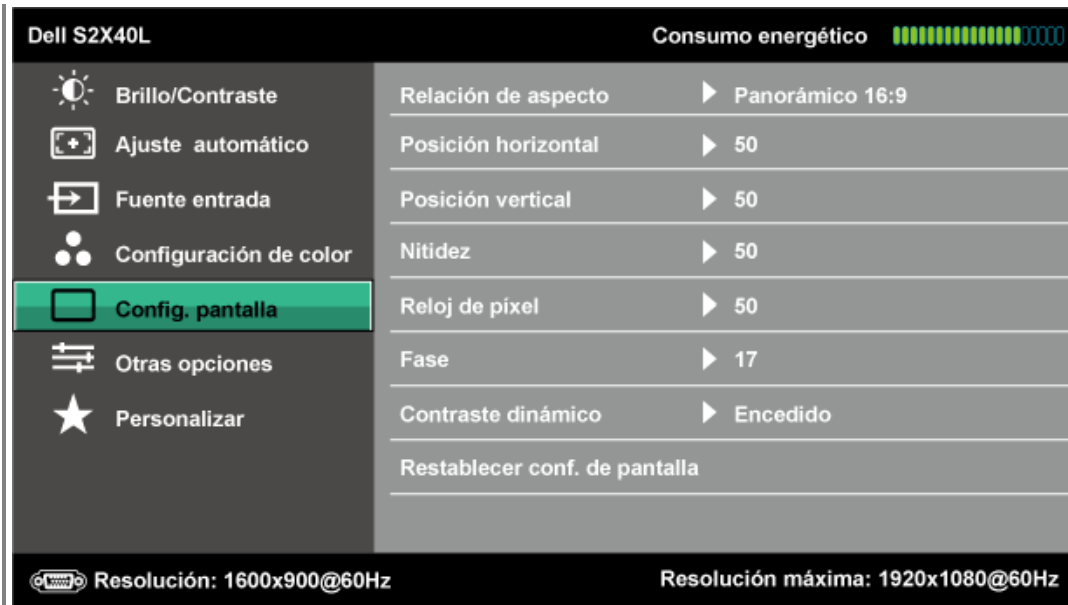 Dell S2X40L Consumo energético
Brillo/Contraste
Ajuste automático
Fuente entrada
Configuración de color
Config. pantalla
Otras opciones
Personalizar
Relación de aspecto Panorámico 16:9
Posición horizontal 50
Posición vertical 50
Nitidez 50
Reloj de píxel 50
Fase 17
Contraste dinámico Encedido
Restablecer conf. de pantalla
Resolución: 1600x900@60Hz Resolución máxima: 1920x1080@60Hz